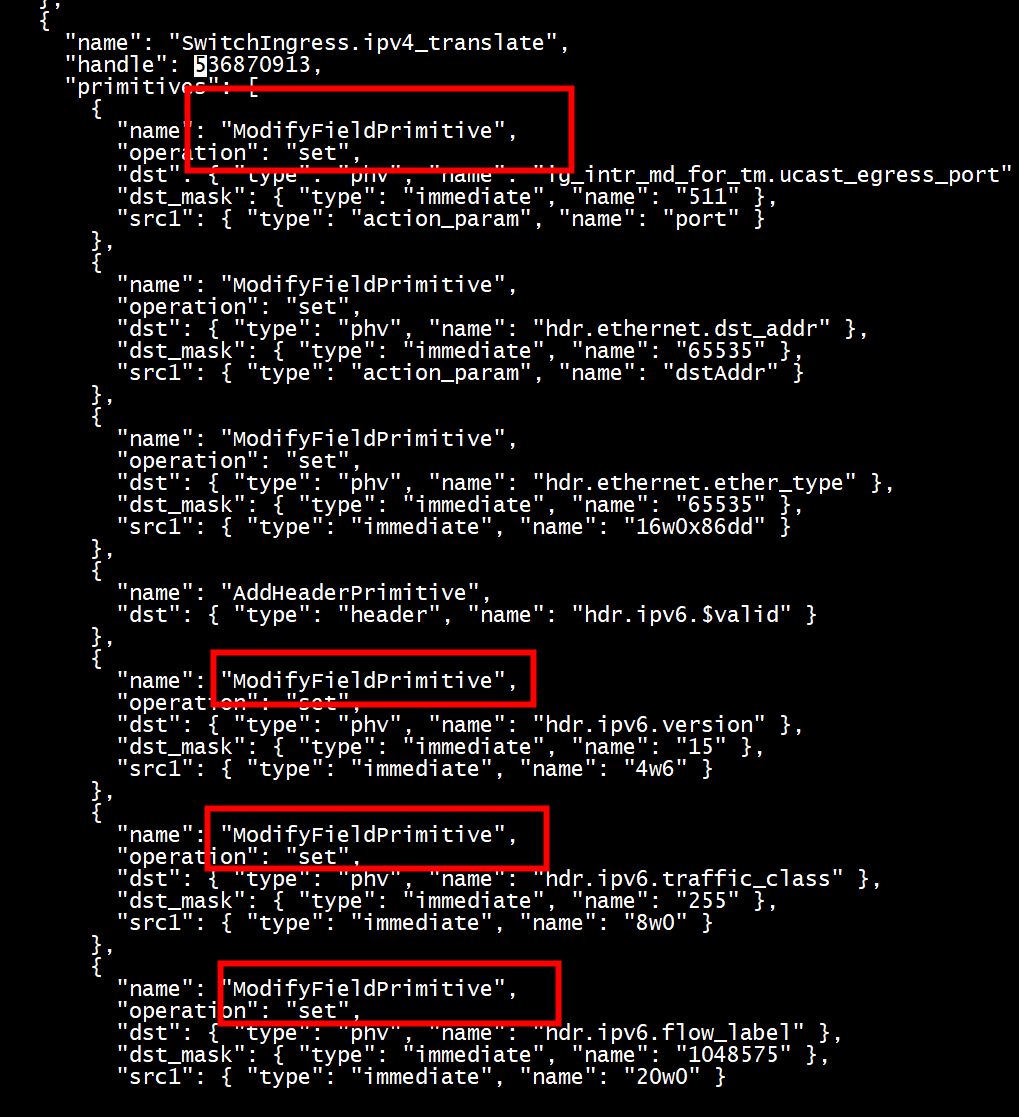 },
{
"name": "SwitchIngress.ipv4_translate",
"handle": 536870913,
"primitives": [
{
"name": "ModifyFieldPrimitive",
"operation": "set",
"dst": { "type": "phv", "name": "ig_intr_md_for_tm.ucast_egress_port"
"dst_mask": { "type": "immediate", "name": "511" },
"src1": { "type": "action_param", "name": "port" }
},
{
"name": "ModifyFieldPrimitive",
"operation": "set",
"dst": { "type": "phv", "name": "hdr.ethernet.dst_addr" },
"dst_mask": { "type": "immediate", "name": "65535" },
"src1": { "type": "action_param", "name": "dstAddr" }
},
{
"name": "ModifyFieldPrimitive",
"operation": "set",
"dst": { "type": "phv", "name": "hdr.ethernet.ether_type" },
"dst_mask": { "type": "immediate", "name": "65535" },
"src1": { "type": "immediate", "name": "16w0x86dd" }
},
{
"name": "AddHeaderPrimitive",
"dst": { "type": "header", "name": "hdr.ipv6.$valid" }
},
{
"name": "ModifyFieldPrimitive",
"operation": "set",
"dst": { "type": "phv", "name": "hdr.ipv6.version" },
"dst_mask": { "type": "immediate", "name": "15" },
"src1": { "type": "immediate", "name": "4w6" }
},
{
"name": "ModifyFieldPrimitive",
"operation": "set",
"dst": { "type": "phv", "name": "hdr.ipv6.traffic_class" },
"dst_mask": { "type": "immediate", "name": "255" },
"src1": { "type": "immediate", "name": "8w0" }
},
{
"name": "ModifyFieldPrimitive",
"operation": "set",
"dst": { "type": "phv", "name": "hdr.ipv6.flow_label" },
"dst_mask": { "type": "immediate", "name": "1048575" },
"src1": { "type": "immediate", "name": "20w0" }